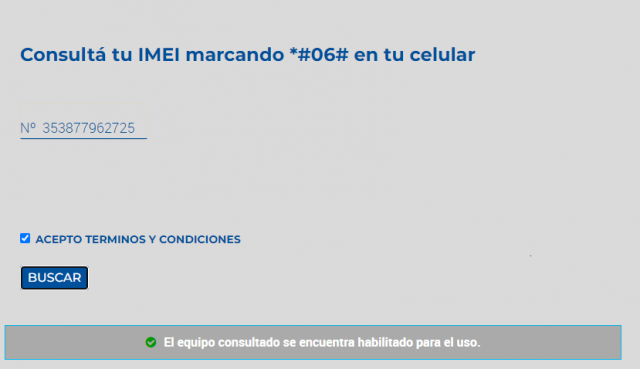 Consultá tu IMEI marcando *#06# en tu celular
Nº 353877962725
ACEPTO TERMINOS Y CONDICIONES
BUSCAR
El equipo consultado se encuentra habilitado para el uso.